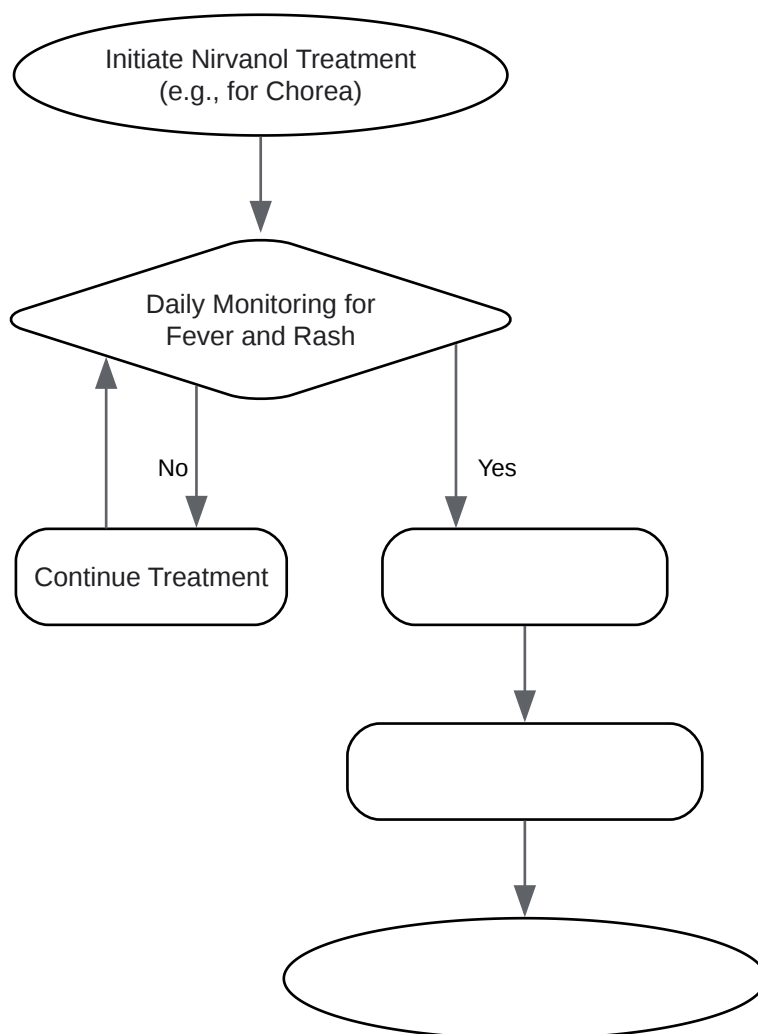 Initiate Nirvanol Treatment
(e.g., for Chorea)
Daily Monitoring for
Fever and Rash
No
Yes
Continue Treatment